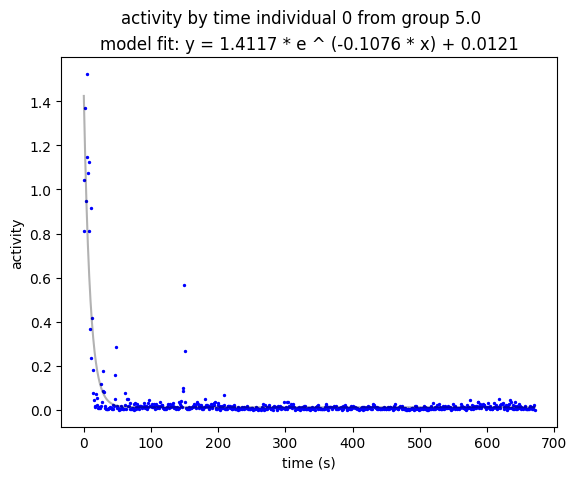 activity by time individual 0 from group 5.0
model fit: y = 1.4117 * e ^ (-0.1076 * x) + 0.0121
1.4
1.2
1.0
0.8
0.6
0.4
0.2
0.0
activity
0 100 200 300 400 500 600 700
time (s)